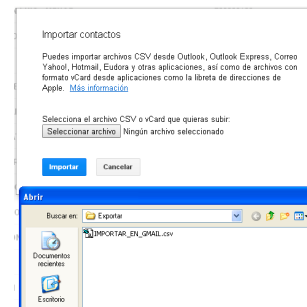 Importar contactos
Puedes importar archivos CSV desde Outlook, Outlook Express, Correo
Yahoo!, Hotmail, Eudora y otras aplicaciones, así como de archivos con
formato vCard desde aplicaciones como la libreta de direcciones de
Apple. Más información
Selecciona el archivo CSV o vCard que quieras subir:
Seleccionar archivo Ningún archivo seleccionado
Importar Cancelar
Abrir
Buscar en: Exportar
IMPORTAR_EN_GMAIL.csv
Documentos
recientes
Escritorio